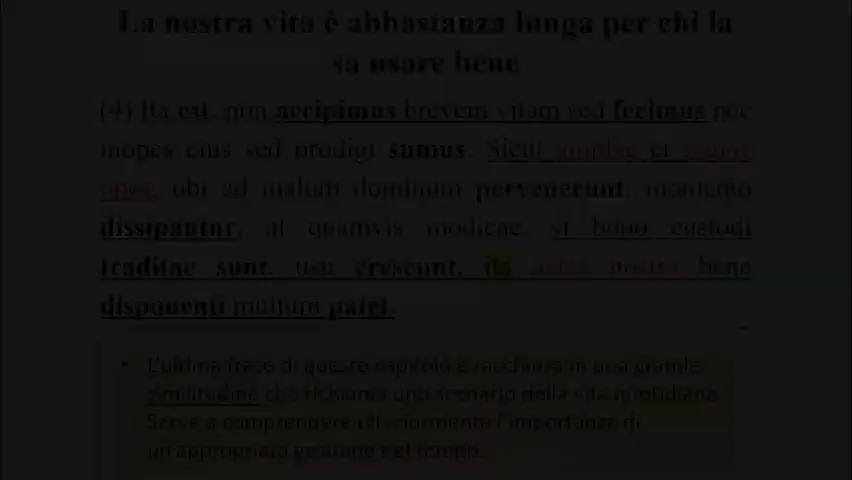 La nostra vita è abbastanza lunga per chi la
sa usare bene
(4) Ita est. non accipimus brevem vitam sed fecimus nec
inopes eius sed prodigi sumus. Sicut amplae et regiae
opes, ubi ad malum dominum pervenerunt, momento
dissipantur, at quamvis modicae, si bono custodi
traditae sunt, usu crescunt, ita aetas nostra bene
disponenti multum patet.
• L'ultima frase di questo capitolo è racchiusa in una grande
similitudine che richiama uno scenario della vita quotidiana.
Serve a comprendere ulteriormente l'importanza di
un'appropriata gestione del tempo.